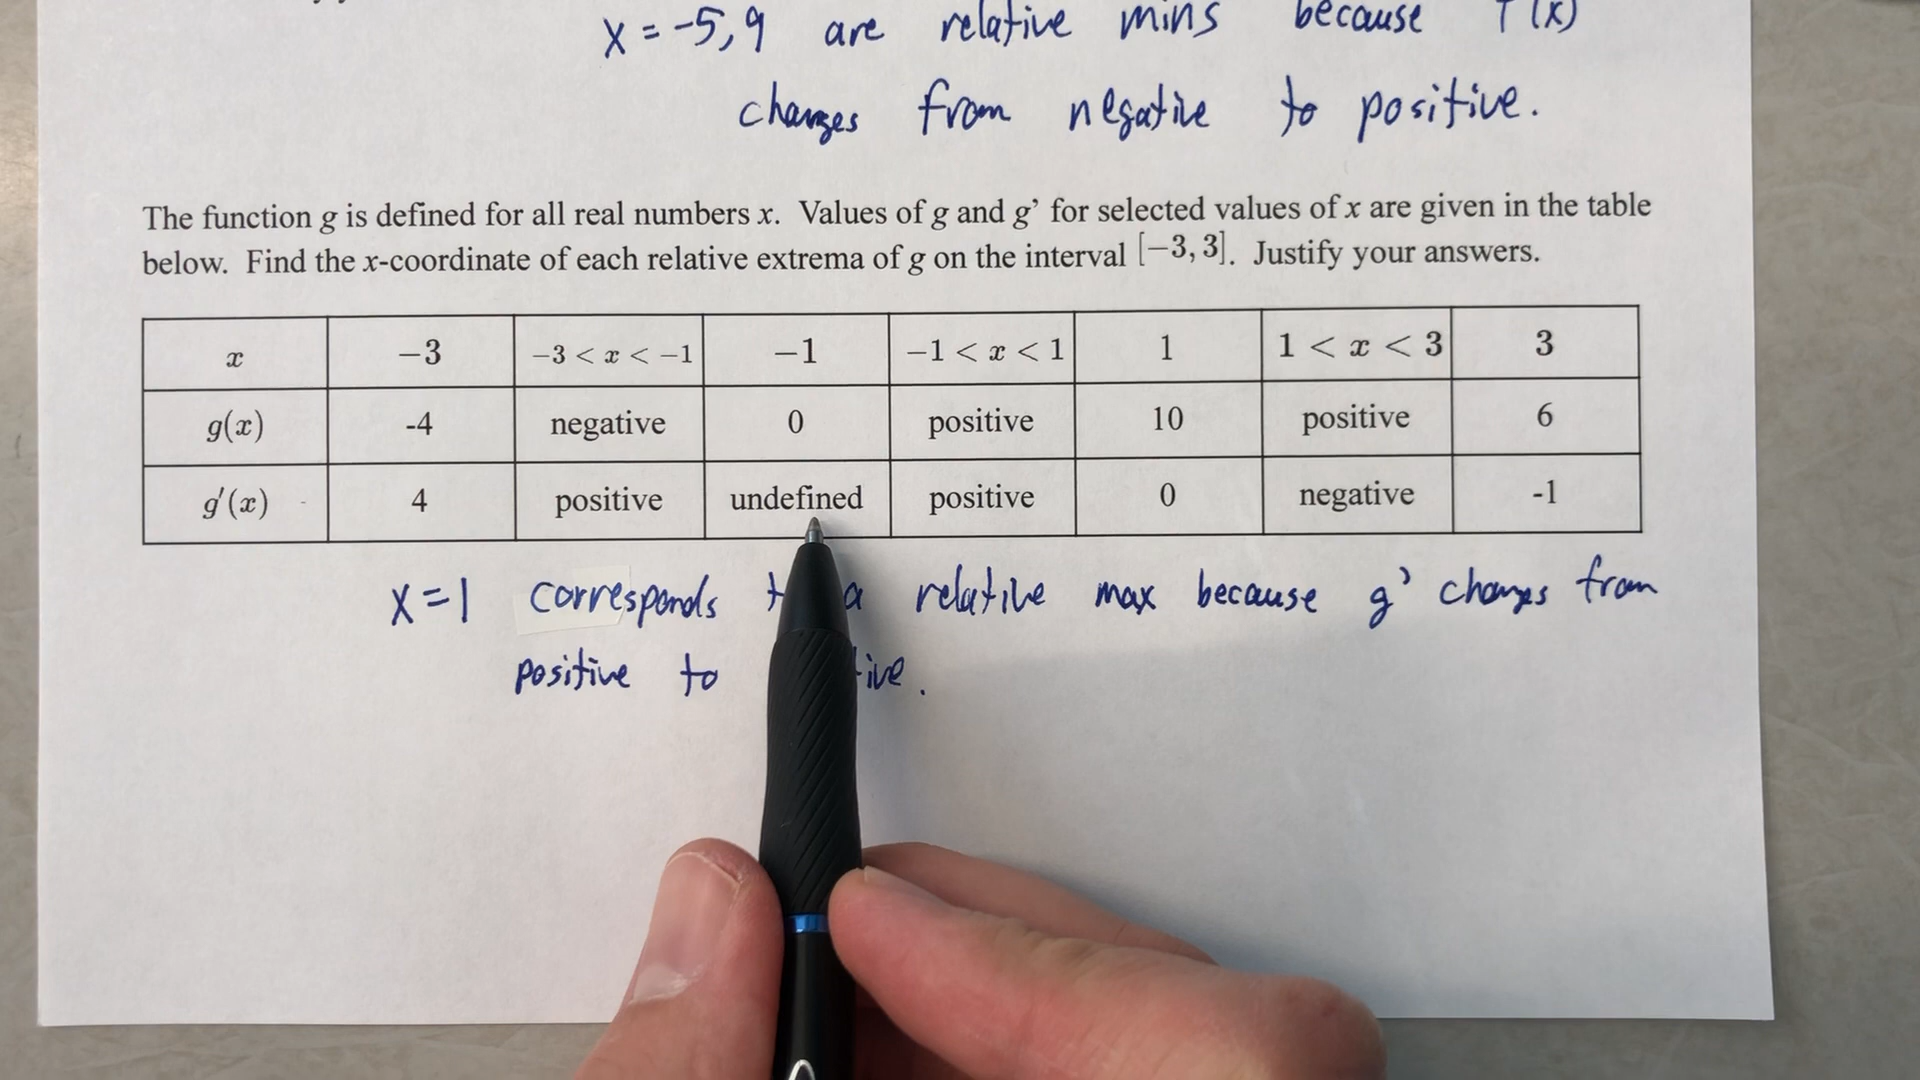 x = -5, 9 are relative mins because
changes from negative to positive.
The function g is defined for all real numbers x. Values of g and g’ for selected values of x are given in the table
below. Find the x-coordinate of each relative extrema of g on the interval [−3, 3]. Justify your answers.
x −3 −3 < x < −1 −1 −1 < x < 1 1 1 < x < 3 3
g(x) -4 negative 0 positive 10 positive 6
g′(x) 4 positive undefined positive 0 negative -1
x = 1 corresponds a relative max because g’ changes from
positive to